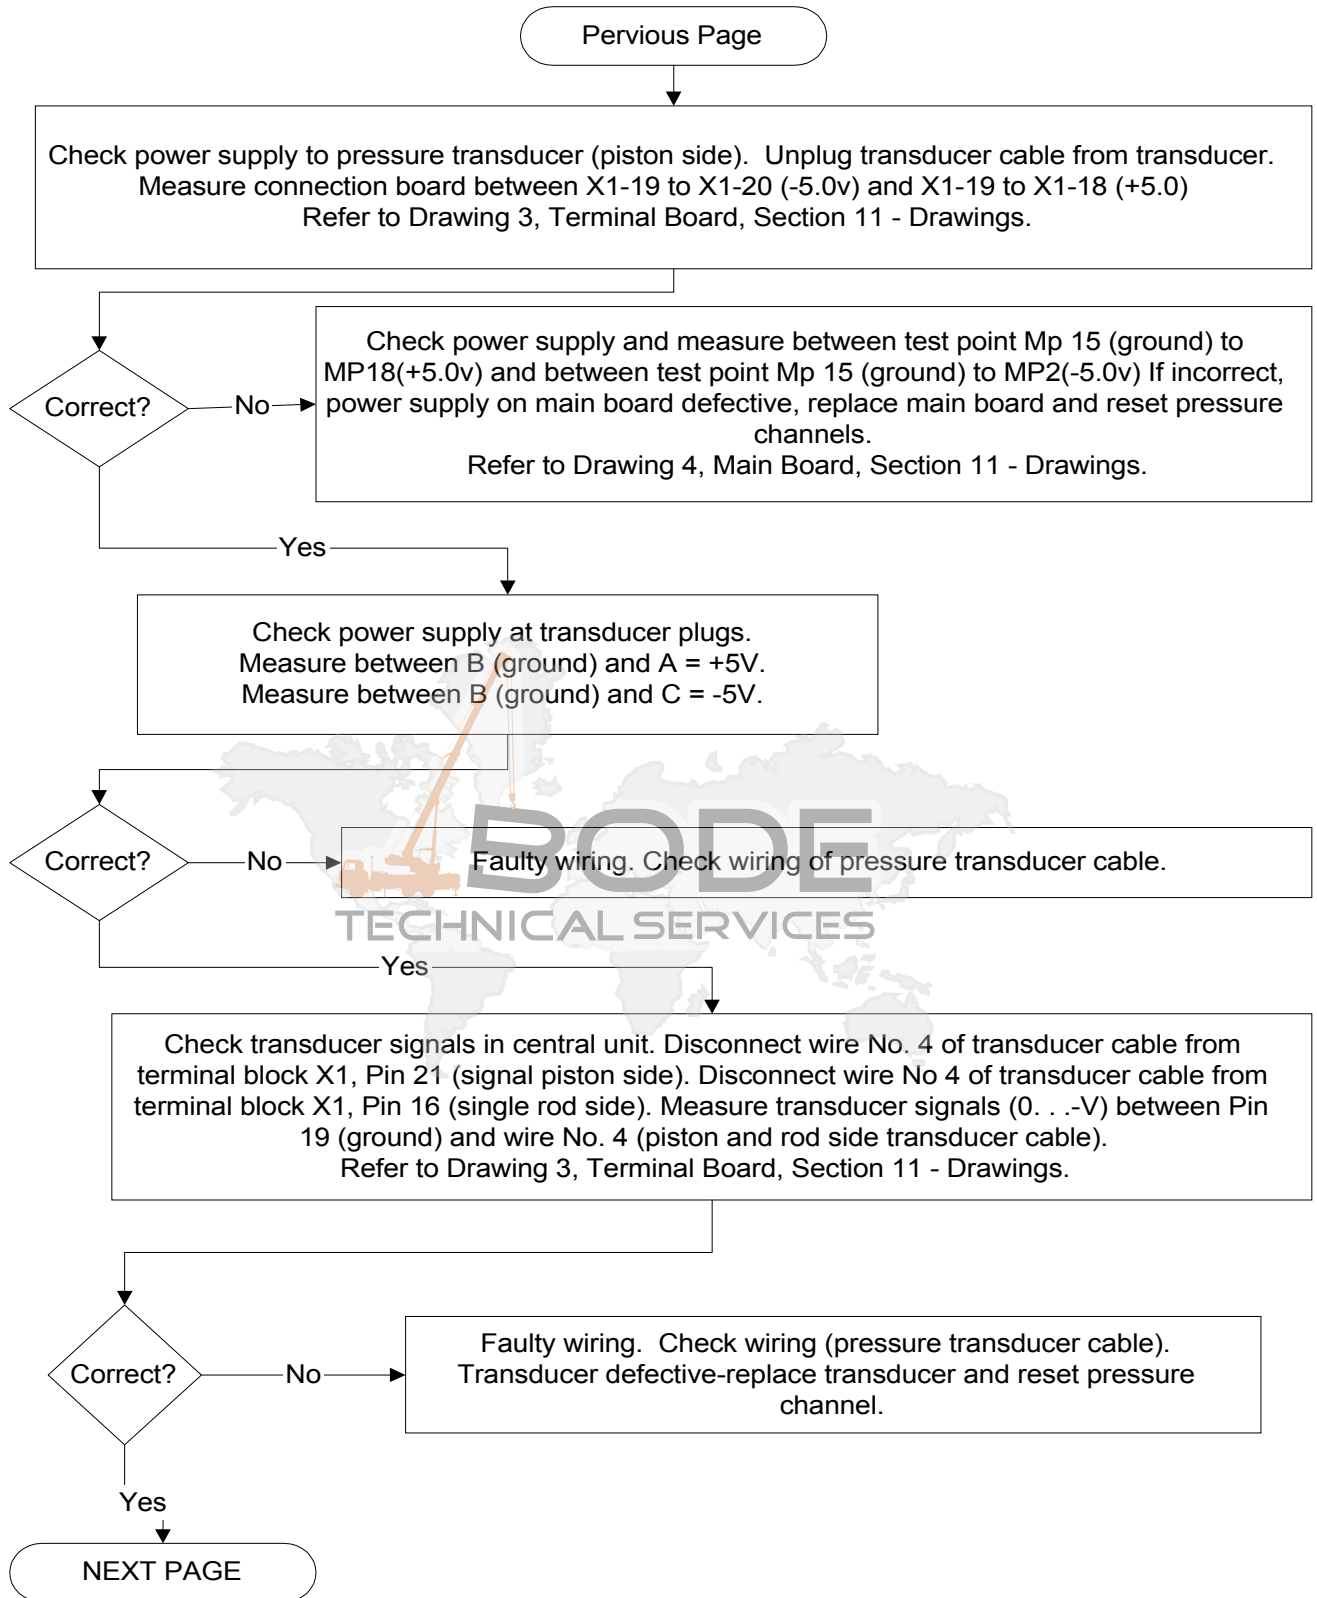 Pervious Page
Check power supply to pressure transducer (piston side).  Unplug transducer cable from transducer.
Measure connection board between X1-19 to X1-20 (-5.0v) and X1-19 to X1-18 (+5.0)
Refer to Drawing 3, Terminal Board, Section 11 - Drawings.
Correct?
No
Check power supply and measure between test point Mp 15 (ground) to
MP18(+5.0v) and between test point Mp 15 (ground) to MP2(-5.0v) If incorrect,
power supply on main board defective, replace main board and reset pressure
channels.
Refer to Drawing 4, Main Board, Section 11 - Drawings.
Yes
Check power supply at transducer plugs.
Measure between B (ground) and A = +5V.
Measure between B (ground) and C = -5V.
Correct?
No
Faulty wiring. Check wiring of pressure transducer cable.
BODE
TECHNICAL SERVICES
Yes
Check transducer signals in central unit. Disconnect wire No. 4 of transducer cable from
terminal block X1, Pin 21 (signal piston side). Disconnect wire No 4 of transducer cable from
terminal block X1, Pin 16 (single rod side). Measure transducer signals (0. . .-V) between Pin
19 (ground) and wire No. 4 (piston and rod side transducer cable).
Refer to Drawing 3, Terminal Board, Section 11 - Drawings.
Correct?
No
Faulty wiring.  Check wiring (pressure transducer cable).
Transducer defective-replace transducer and reset pressure
channel.
Yes
NEXT PAGE